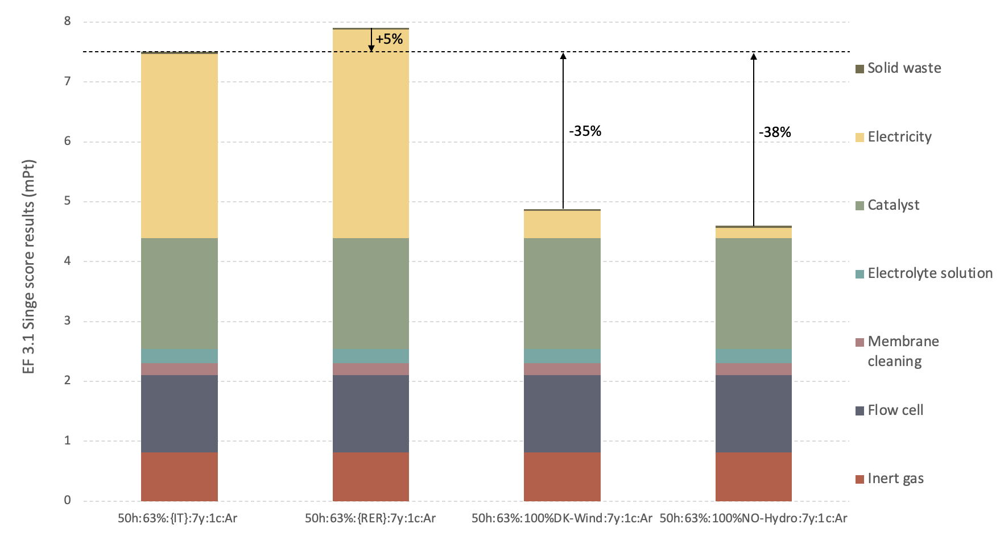 8
7
6
5
4
3
2
1
0
EF 3.1 Singe score results (mPt)
+5%
-35%
-38%
50h:63%:{IT}:7y:1c:Ar
50h:63%:{RER}:7y:1c:Ar
50h:63%:100%DK-Wind:7y:1c:Ar
50h:63%:100%NO-Hydro:7y:1c:Ar
Solid waste
Electricity
Catalyst
Electrolyte solution
Membrane
cleaning
Flow cell
Inert gas